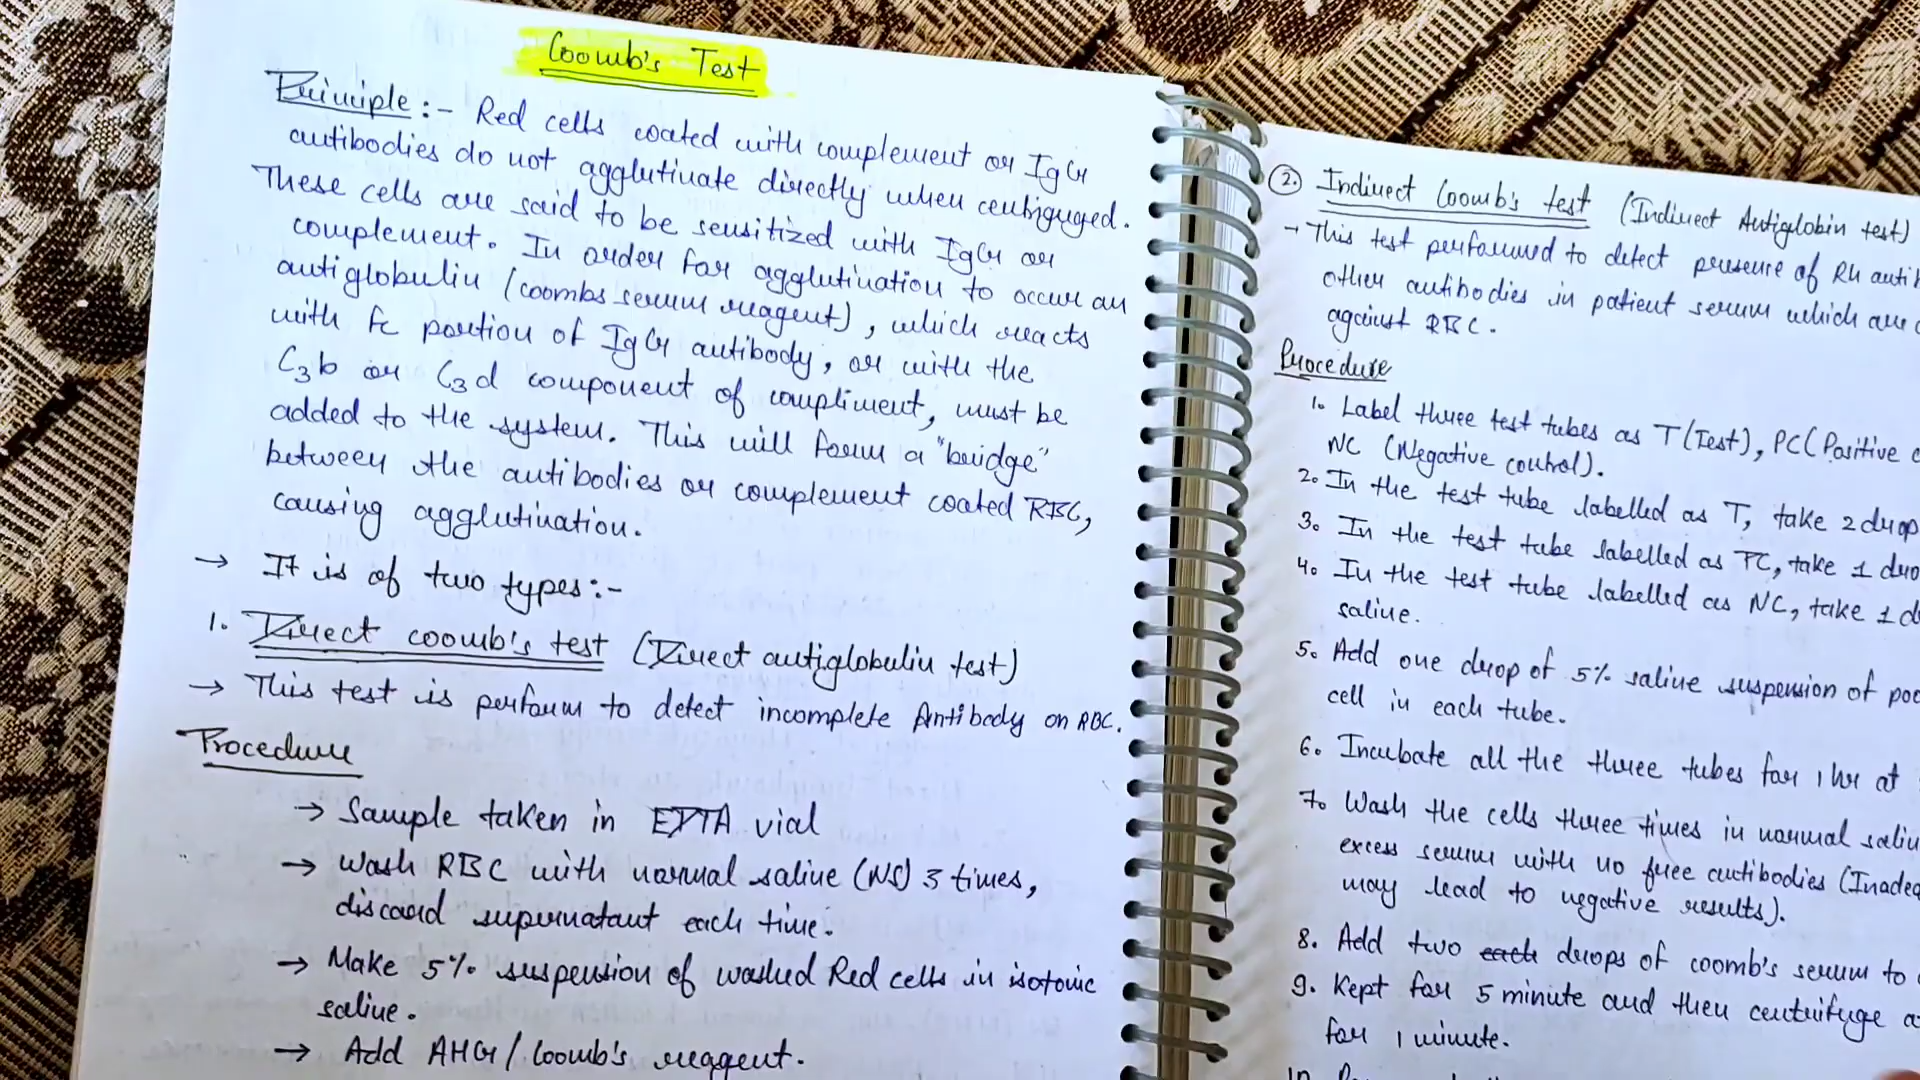 Coomb's Test
Principle :- Red cells coated with complement or IgG
antibodies do not agglutinate directly when centrifuged.
These cells are said to be sensitized with IgG or
complement. In order for agglutination to occur an
antiglobulin (coombs serum reagent), which reacts
with fc portion of IgG antibody, or with the
C3b or C3d component of compliment, must be
added to the system. This will form a "bridge"
between the antibodies or complement coated RBC,
causing agglutination.
→ It is of two types:-
1. Direct coomb's test (Direct antiglobulin test)
→ This test is perform to detect incomplete Antibody on RBC.
Procedure
→ Sample taken in EDTA vial
→ Wash RBC with normal saline (NS) 3 times,
discard supernatant each time.
→ Make 5% suspension of washed Red cells in isotonic
saline.
→ Add AHG/Coomb's reagent.
2. Indirect Coomb's test (Indirect Antiglobin test)
→ This test performed to detect presense of Rh
other antibodies in patient serum which are
against RBC.
Procedure
1. Label three test tubes as T(Test), PC(Positive
NC (Negative control).
2. In the test tube labelled as T, take 2 drop
3. In the test tube labelled as PC, take 1
4. In the test tube labelled as NC, take 1
saline.
5. Add one drop of 5% saline suspension of
cell in each tube.
6. Incubate all the three tubes for 1 hr at
7. Wash the cells three times in normal
excess serum with no free antibodies
may lead to negative results).
8. Add two each drops of coomb's serum to
9. Kept for 5 minute and then centrifuge
for 1 minute.
10.